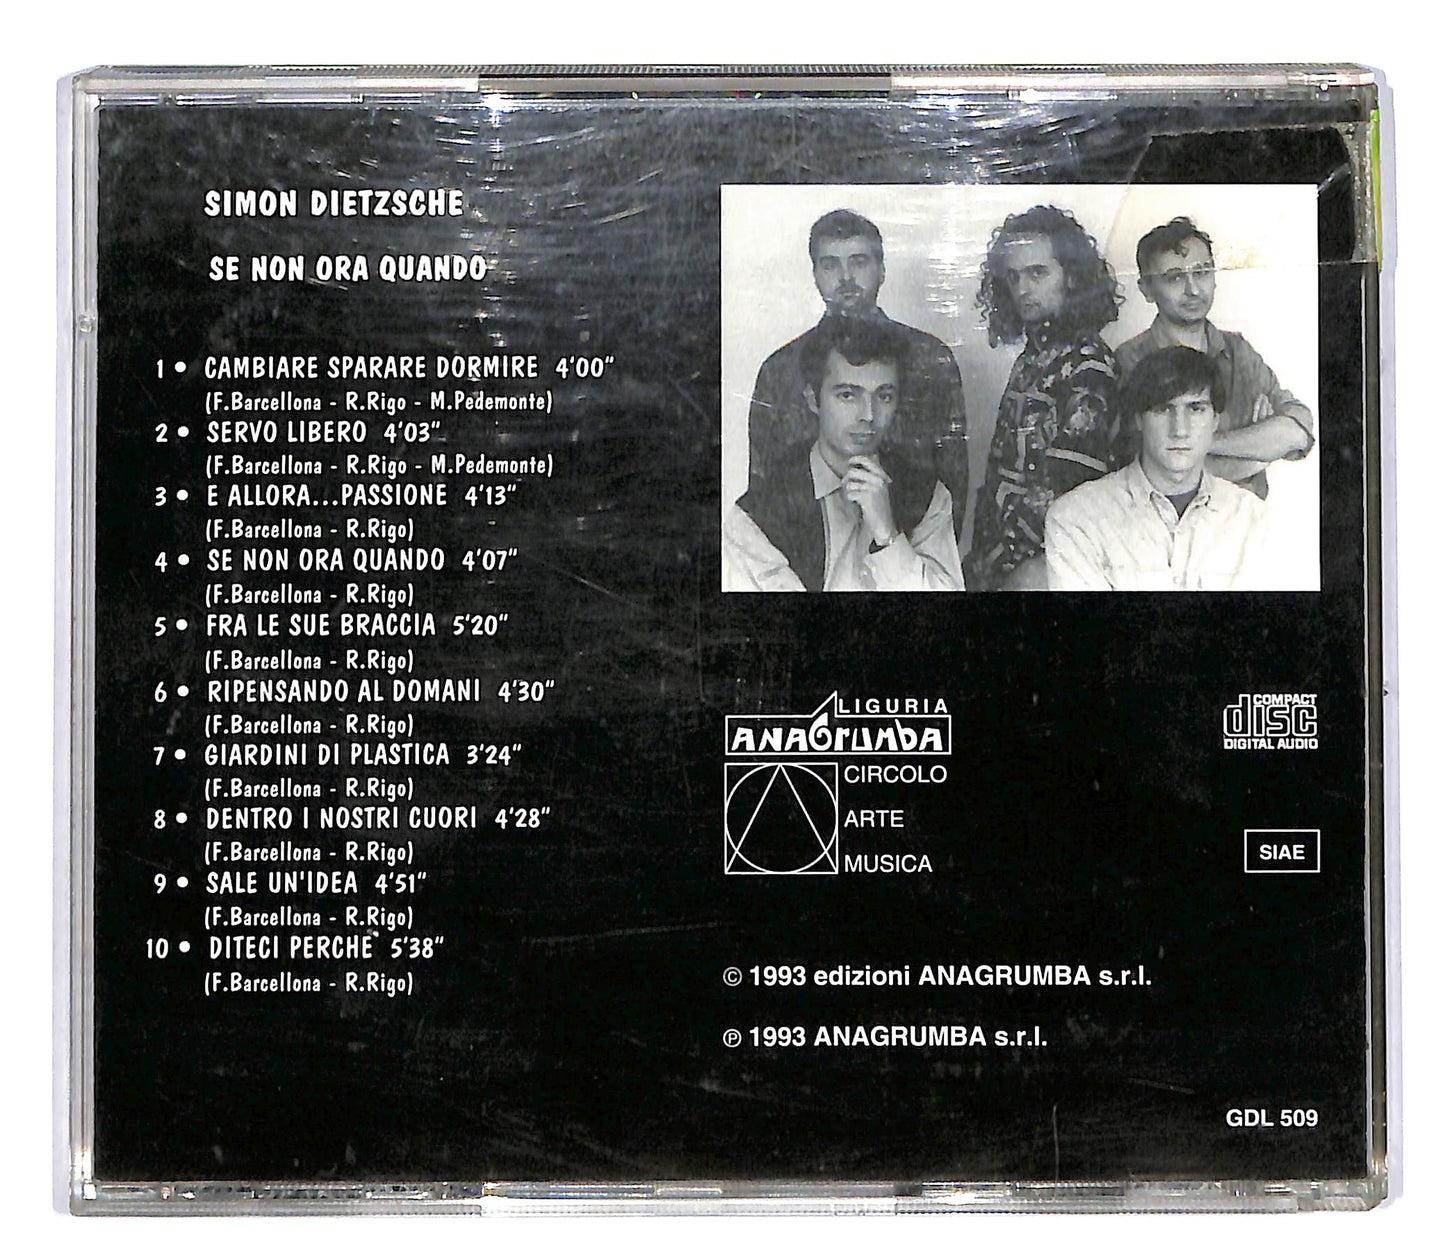 SIMON DIETZSCHE
SE NON ORA QUANDO
1 • CAMBIARE SPARARE DORMIRE 4'00"
(F.Barcellona - R.Rigo - M.Pedemonte)
2 • SERVO LIBERO 4'03"
(F.Barcellona - R.Rigo - M.Pedemonte)
3 • E ALLORA...PASSIONE 4'13"
(F.Barcellona - R.Rigo)
4 • SE NON ORA QUANDO 4'07"
(F.Barcellona - R.Rigo)
5 • FRA LE SUE BRACCIA 5'20"
(F.Barcellona - R.Rigo)
6 • RIPENSANDO AL DOMANI 4'30"
(F.Barcellona - R.Rigo)
7 • GIARDINI DI PLASTICA 3'24"
(F.Barcellona - R.Rigo)
8 • DENTRO I NOSTRI CUORI 4'28"
(F.Barcellona - R.Rigo)
9 • SALE UN'IDEA 4'51"
(F.Barcellona - R.Rigo)
10 • DITECI PERCHE` 5'38"
(F.Barcellona - R.Rigo)
LIGURIA
ANAGrUMbA
CIRCOLO
ARTE
MUSICA
COMPACT
disc
DIGITAL AUDIO
SIAE
© 1993 edizioni ANAGRUMBA s.r.l.
℗ 1993 ANAGRUMBA s.r.l.
GDL 509